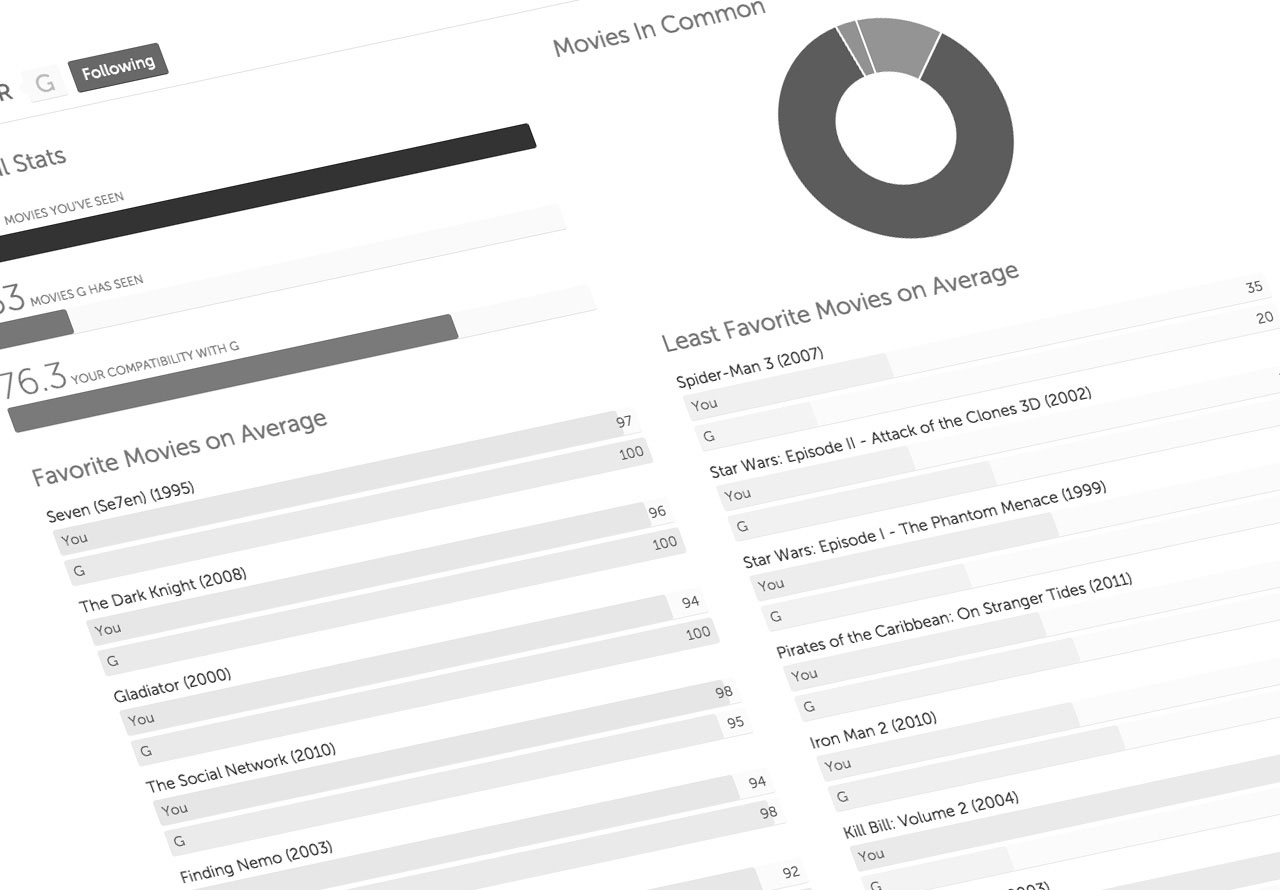 R G Following
l Stats
MOVIES YOU'VE SEEN
53 MOVIES G HAS SEEN
76.3 YOUR COMPATIBILITY WITH G
Favorite Movies on Average
Seven (Se7en) (1995)
You 97
G 100
The Dark Knight (2008)
You 96
G 100
Gladiator (2000)
You 94
G 100
The Social Network (2010)
You 98
G 95
Finding Nemo (2003)
94
98
92
Movies In Common
Least Favorite Movies on Average
Spider-Man 3 (2007)
You 35
G 20
Star Wars: Episode II - Attack of the Clones 3D (2002)
You
G
Star Wars: Episode I - The Phantom Menace (1999)
You
G
Pirates of the Caribbean: On Stranger Tides (2011)
You
G
Iron Man 2 (2010)
You
G
Kill Bill: Volume 2 (2004)
You
G